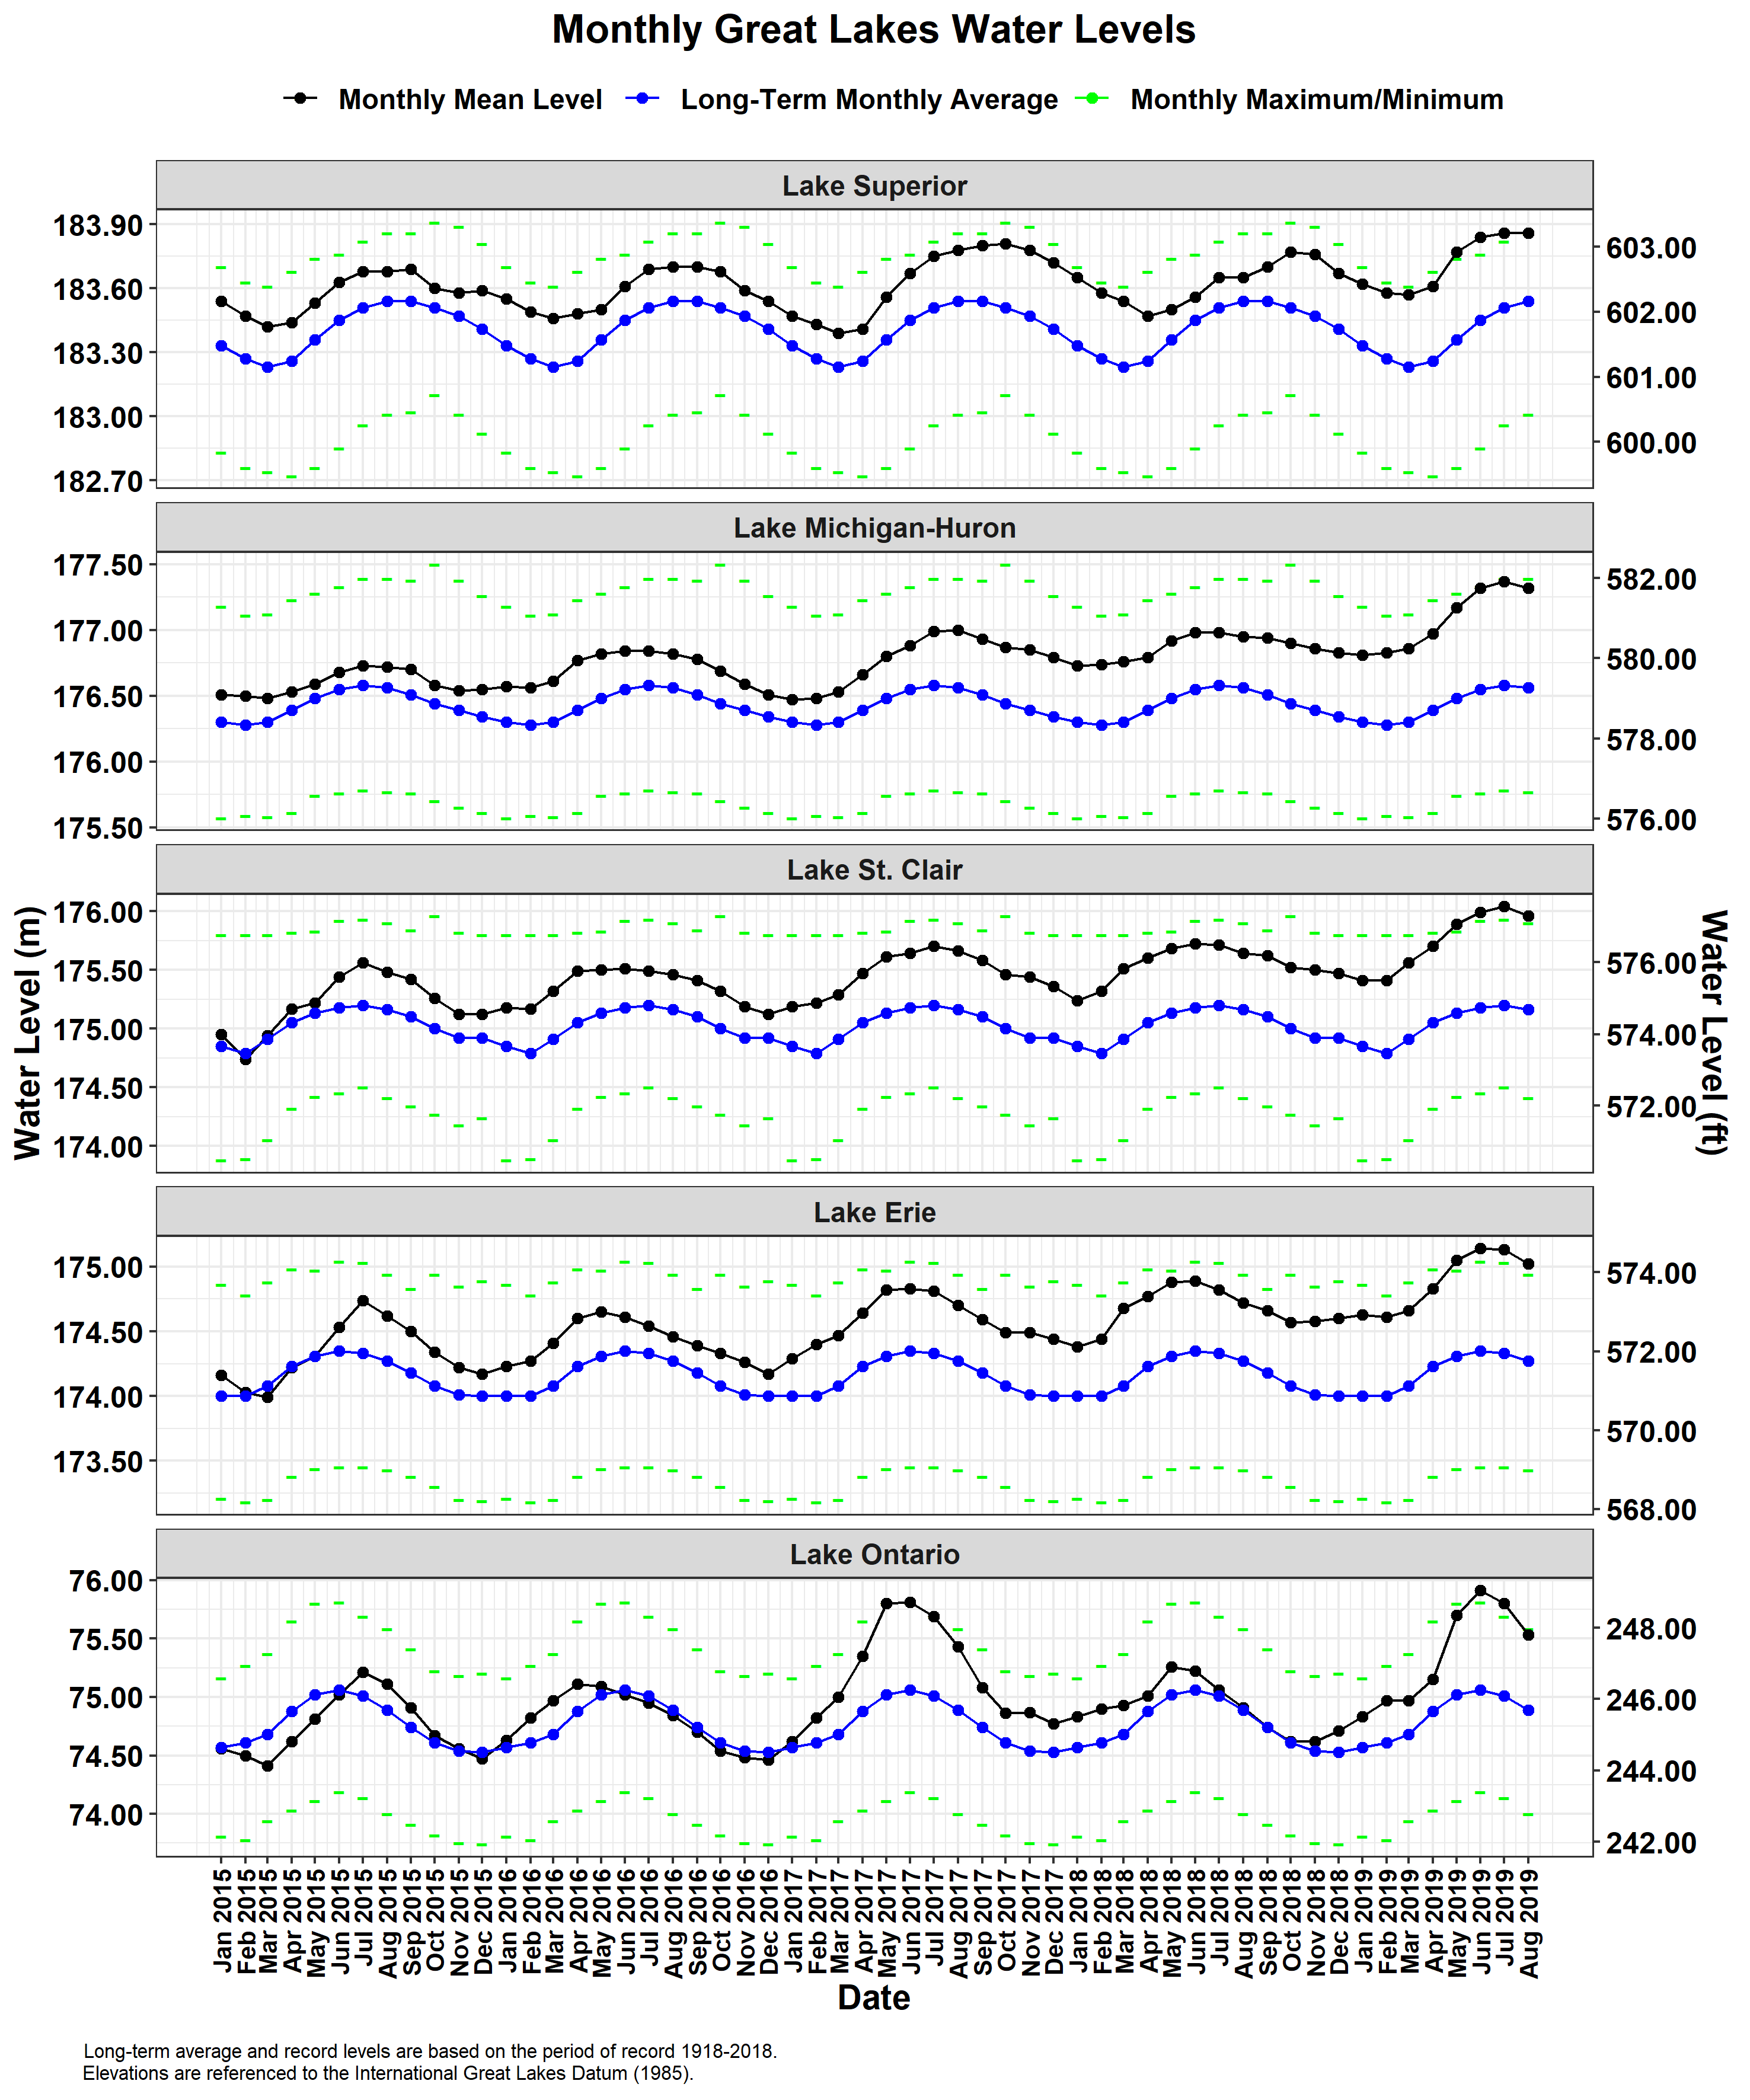 Monthly Great Lakes Water Levels
Monthly Mean Level Long-Term Monthly Average Monthly Maximum/Minimum
Lake Superior
183.90
183.60
183.30
183.00
182.70
603.00
602.00
601.00
600.00
Lake Michigan-Huron
177.50
177.00
176.50
176.00
175.50
582.00
580.00
578.00
576.00
Lake St. Clair
176.00
175.50
175.00
174.50
174.00
576.00
574.00
572.00
Water Level (m)
Water Level (ft)
Lake Erie
175.00
174.50
174.00
173.50
574.00
572.00
570.00
568.00
Lake Ontario
76.00
75.50
75.00
74.50
74.00
248.00
246.00
244.00
242.00
Jan 2015
Feb 2015
Mar 2015
Apr 2015
May 2015
Jun 2015
Jul 2015
Aug 2015
Sep 2015
Oct 2015
Nov 2015
Dec 2015
Jan 2016
Feb 2016
Mar 2016
Apr 2016
May 2016
Jun 2016
Jul 2016
Aug 2016
Sep 2016
Oct 2016
Nov 2016
Dec 2016
Jan 2017
Feb 2017
Mar 2017
Apr 2017
May 2017
Jun 2017
Jul 2017
Aug 2017
Sep 2017
Oct 2017
Nov 2017
Dec 2017
Jan 2018
Feb 2018
Mar 2018
Apr 2018
May 2018
Jun 2018
Jul 2018
Aug 2018
Sep 2018
Oct 2018
Nov 2018
Dec 2018
Jan 2019
Feb 2019
Mar 2019
Apr 2019
May 2019
Jun 2019
Jul 2019
Aug 2019
Date
Long-term average and record levels are based on the period of record 1918-2018.
Elevations are referenced to the International Great Lakes Datum (1985).